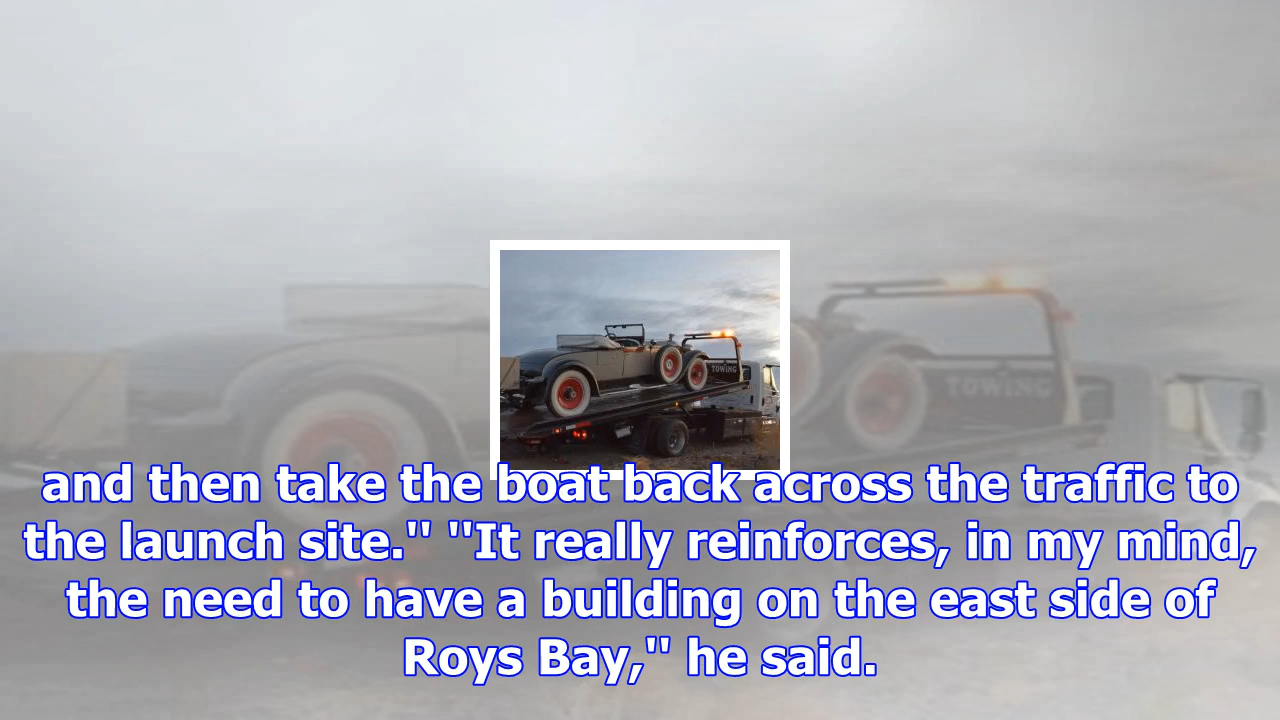 TOWING
TOWING
and then take the boat back across the traffic to
the launch site." "It really reinforces, in my mind,
the need to have a building on the east side of
Roys Bay," he said.